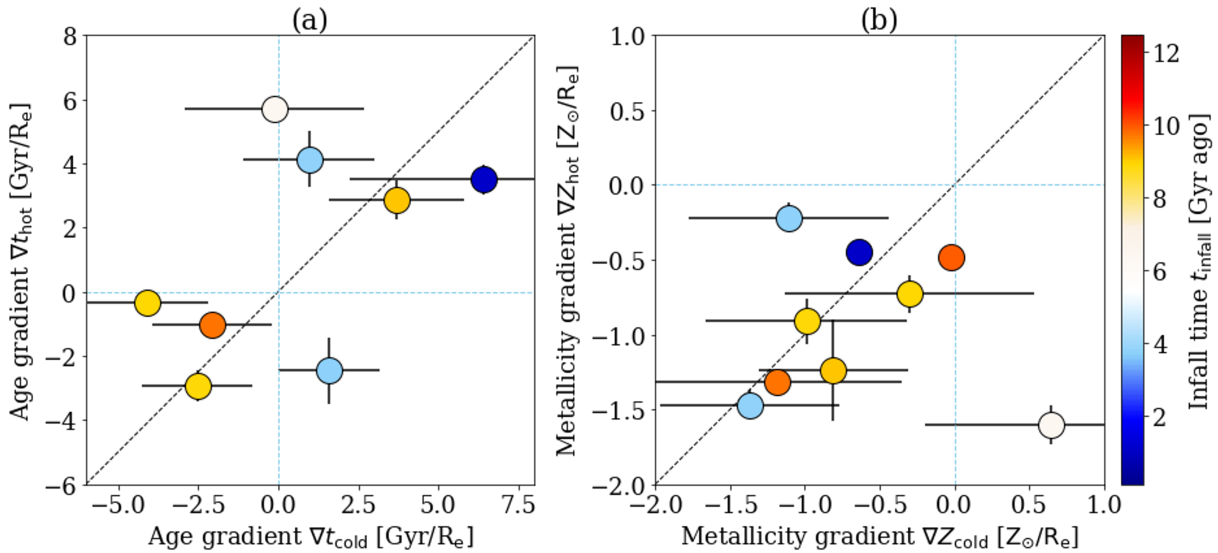 (a)
8
6
4
2
0
−2
−4
−6
−5.0 −2.5 0.0 2.5 5.0 7.5
Age gradient ∇t_hot [Gyr/R_e]
Age gradient ∇t_cold [Gyr/R_e]
(b)
1.0
0.5
0.0
−0.5
−1.0
−1.5
−2.0
−2.0 −1.5 −1.0 −0.5 0.0 0.5 1.0
Metallicity gradient ∇Z_hot [Z_⊙/R_e]
Metallicity gradient ∇Z_cold [Z_⊙/R_e]
12
10
8
6
4
2
Infall time t_infall [Gyr ago]